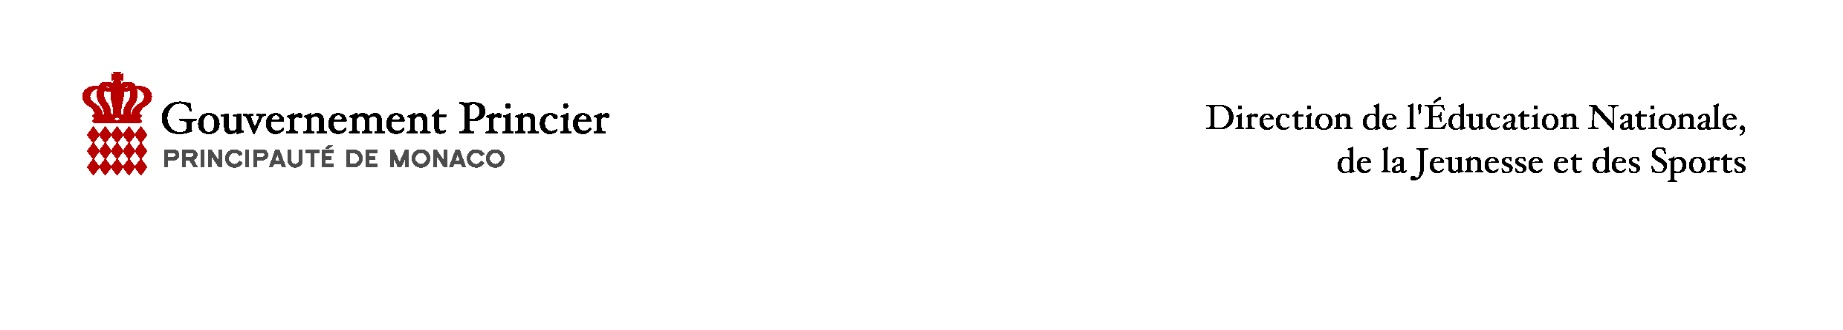 Gouvernement Princier
PRINCIPAUTÉ DE MONACO
Direction de l'Éducation Nationale,
de la Jeunesse et des Sports